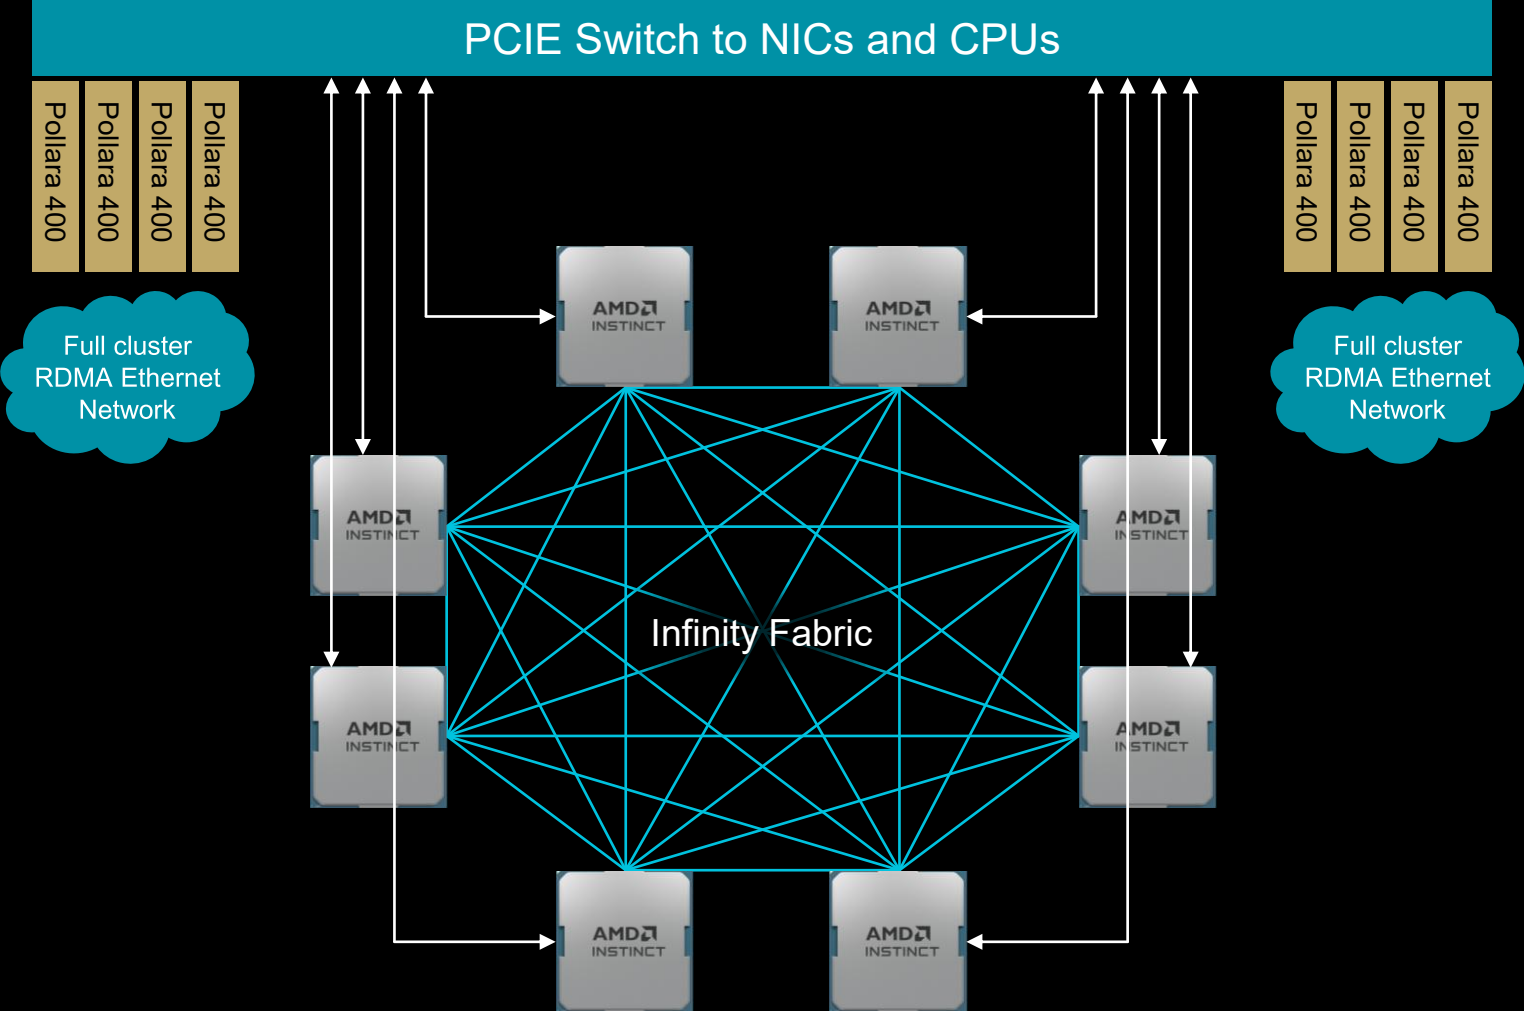 PCIE Switch to NICs and CPUs
Pollara 400
Pollara 400
Pollara 400
Pollara 400
Pollara 400
Pollara 400
Pollara 400
Pollara 400
Full cluster
RDMA Ethernet
Network
Full cluster
RDMA Ethernet
Network
AMD
INSTINCT
AMD
INSTINCT
AMD
INSTINCT
AMD
INSTINCT
Infinity Fabric
AMD
INSTINCT
AMD
INSTINCT
AMD
INSTINCT
AMD
INSTINCT